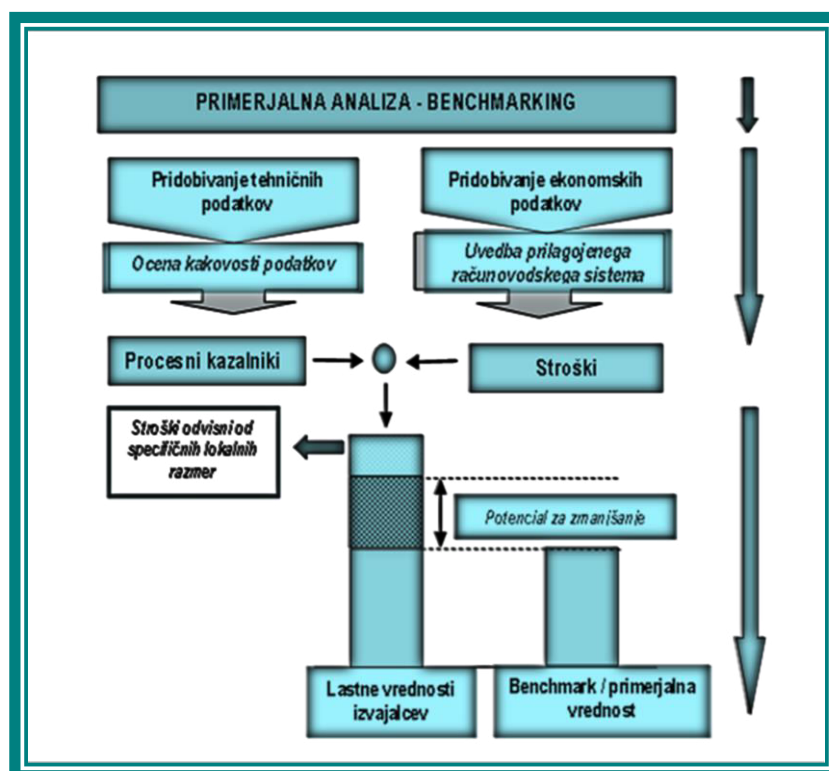 PRIMERJALNA ANALIZA - BENCHMARKING
Pridobivanje tehničnih
podatkov
Pridobivanje ekonomskih
podatkov
Ocena kakovosti podatkov
Uvedba prilagojenega
računovodskega sistema
Procesni kazalniki
Stroški
Stroški odvisni od
specifičnih lokalnih
razmer
Potencial za zmanjšanje
Lastne vrednosti
izvajalcev
Benchmark / primerjalna
vrednost